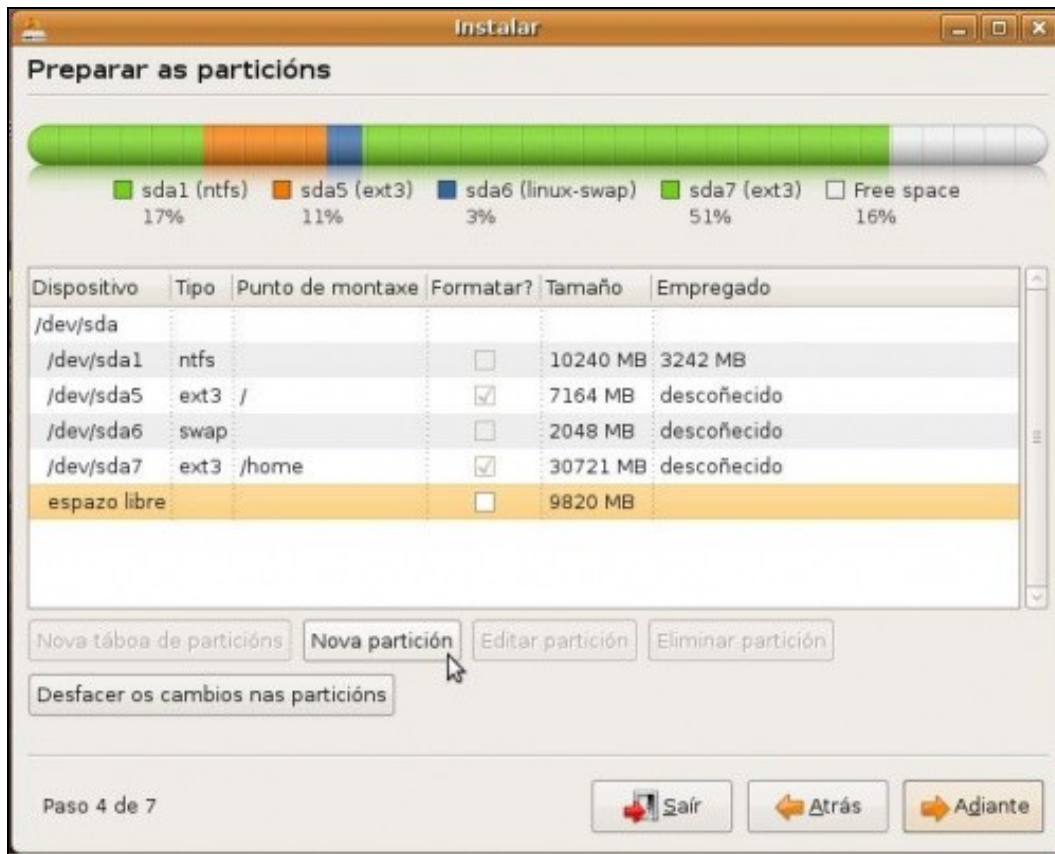 Instalar
Preparar as particións
sda1 (ntfs) sda5 (ext3) sda6 (linux-swap) sda7 (ext3) Free space
17% 11% 3% 51% 16%
Dispositivo Tipo Punto de montaxe Formatar? Tamaño Empregado
/dev/sda
/dev/sda1 ntfs 10240 MB 3242 MB
/dev/sda5 ext3 / 7164 MB descoñecido
/dev/sda6 swap 2048 MB descoñecido
/dev/sda7 ext3 /home 30721 MB descoñecido
espazo libre 9820 MB
Nova táboa de particións Nova partición Editar partición Eliminar partición
Desfacer os cambios nas particións
Paso 4 de 7 Saír Atrás Adiante